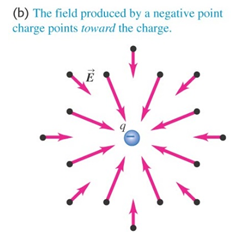 (b) The field produced by a negative point
charge points toward the charge.
E
q
−